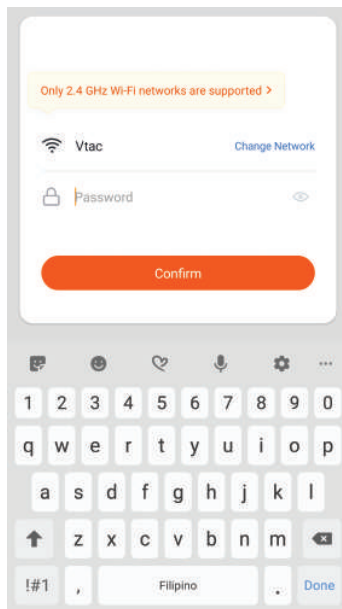 Only 2.4 GHz Wi-Fi networks are supported >
Vtac Change Network
Password
Confirm
1 2 3 4 5 6 7 8 9 0
q w e r t y u i o p
a s d f g h j k l
z x c v b n m
!#1 , Filipino . Done